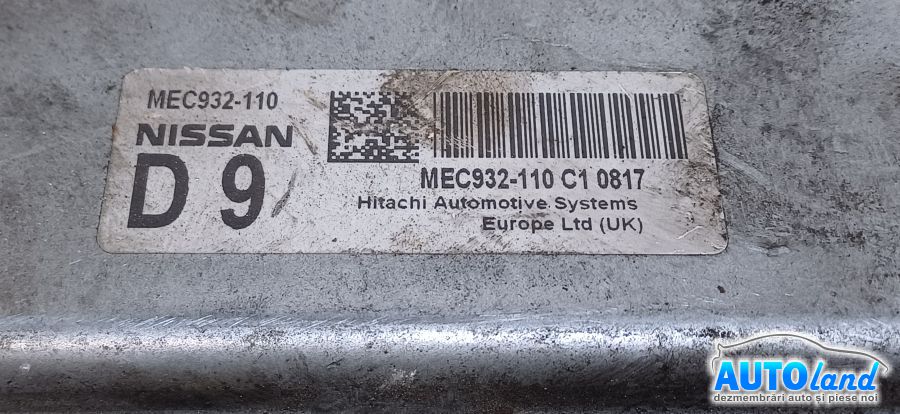 MEC932-110
NISSAN
D 9
MEC932-110 C1 0817
Hitachi Automotive Systems
Europe Ltd (UK)
AUTOland
dezmembrări auto și piese noi